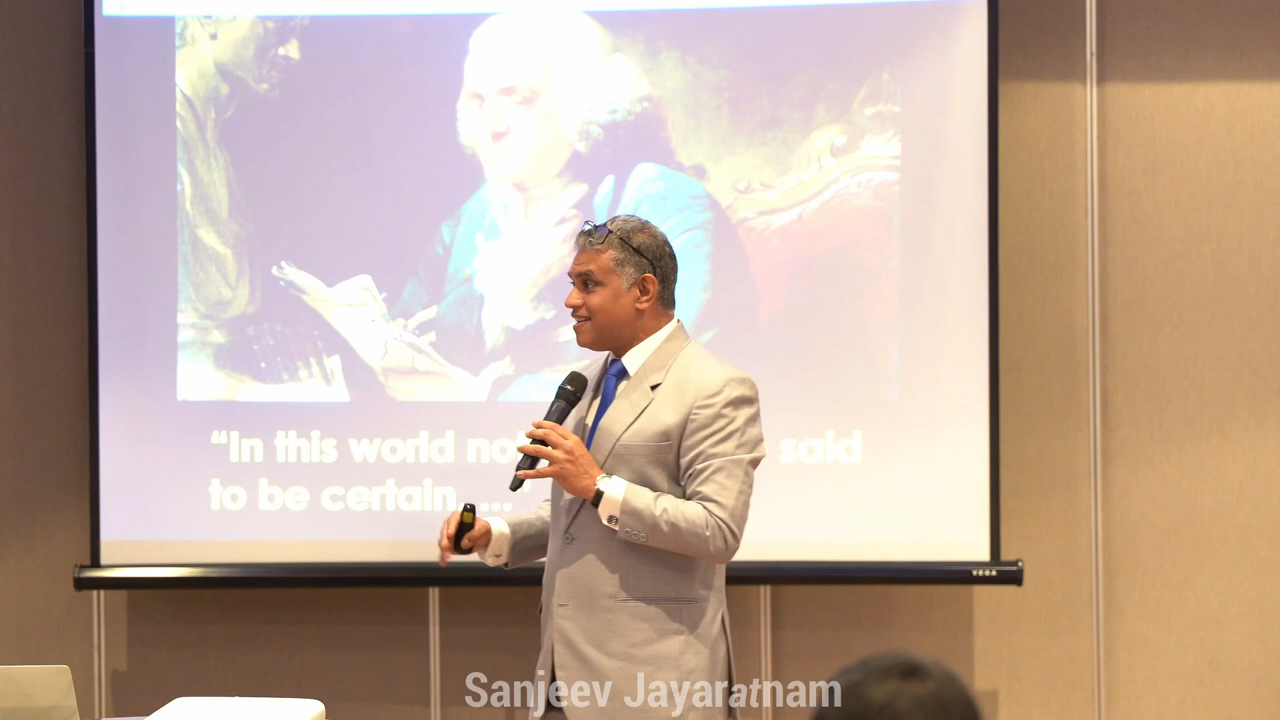 “In this world no said
to be certain.....”
VEGA
Sanjeev Jayaratnam